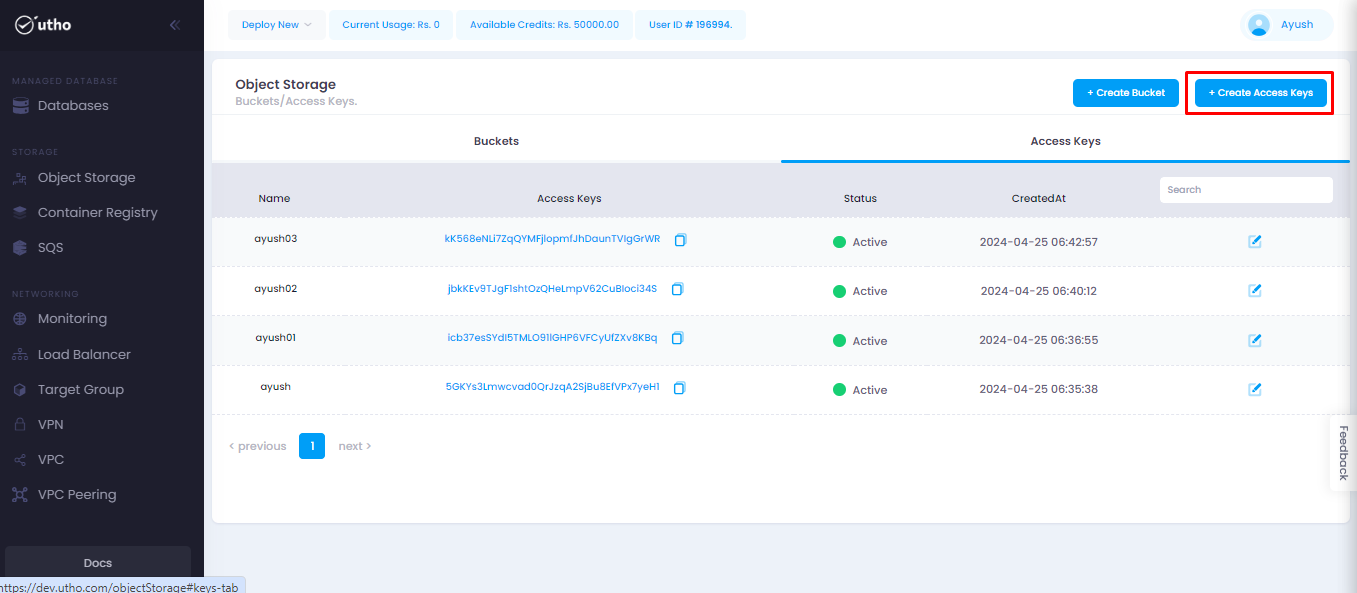 utho
Deploy New
Current Usage: Rs. 0
Available Credits: Rs. 50000.00
User ID # 196994.
Ayush
MANAGED DATABASE
Databases
STORAGE
Object Storage
Container Registry
SQS
NETWORKING
Monitoring
Load Balancer
Target Group
VPN
VPC
VPC Peering
Docs
https://dev.utho.com/objectStorage#keys-tab
Object Storage
Buckets/Access Keys.
+ Create Bucket
+ Create Access Keys
Buckets
Access Keys
Name Access Keys Status CreatedAt Search
ayush03 Active 2024-04-25 06:42:57
ayush02 Active 2024-04-25 06:40:12
ayush01 Active 2024-04-25 06:36:55
ayush Active 2024-04-25 06:35:38
< previous 1 next >
Feedback